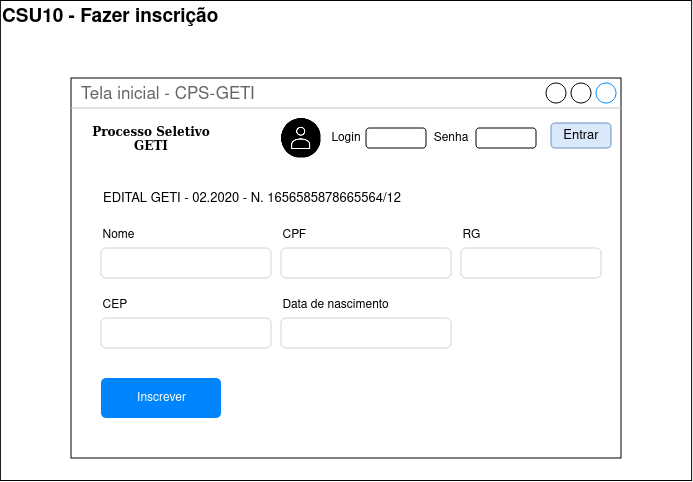 CSU10 - Fazer inscrição
Tela inicial - CPS-GETI
Processo Seletivo
GETI
Login
Senha
Entrar
EDITAL GETI - 02.2020 - N. 1656585878665564/12
Nome
CPF
RG
CEP
Data de nascimento
Inscrever